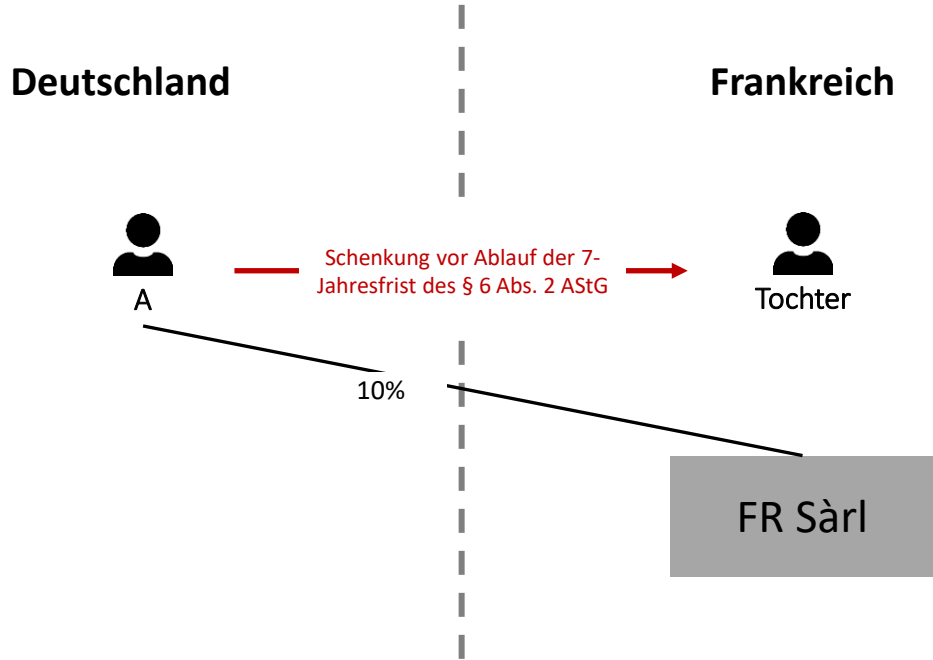 Deutschland
Frankreich
Schenkung vor Ablauf der 7-
Jahresfrist des § 6 Abs. 2 AStG
A
Tochter
10%
FR Sàrl